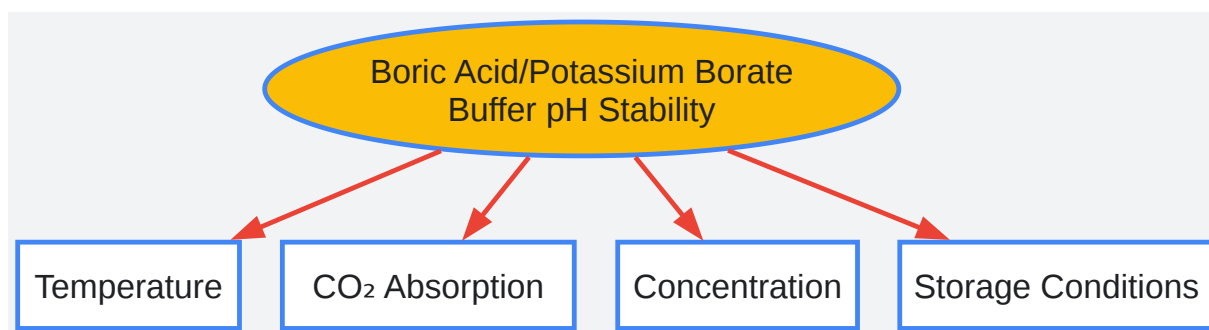 Boric Acid/Potassium Borate
Buffer pH Stability
Temperature
CO₂ Absorption
Concentration
Storage Conditions